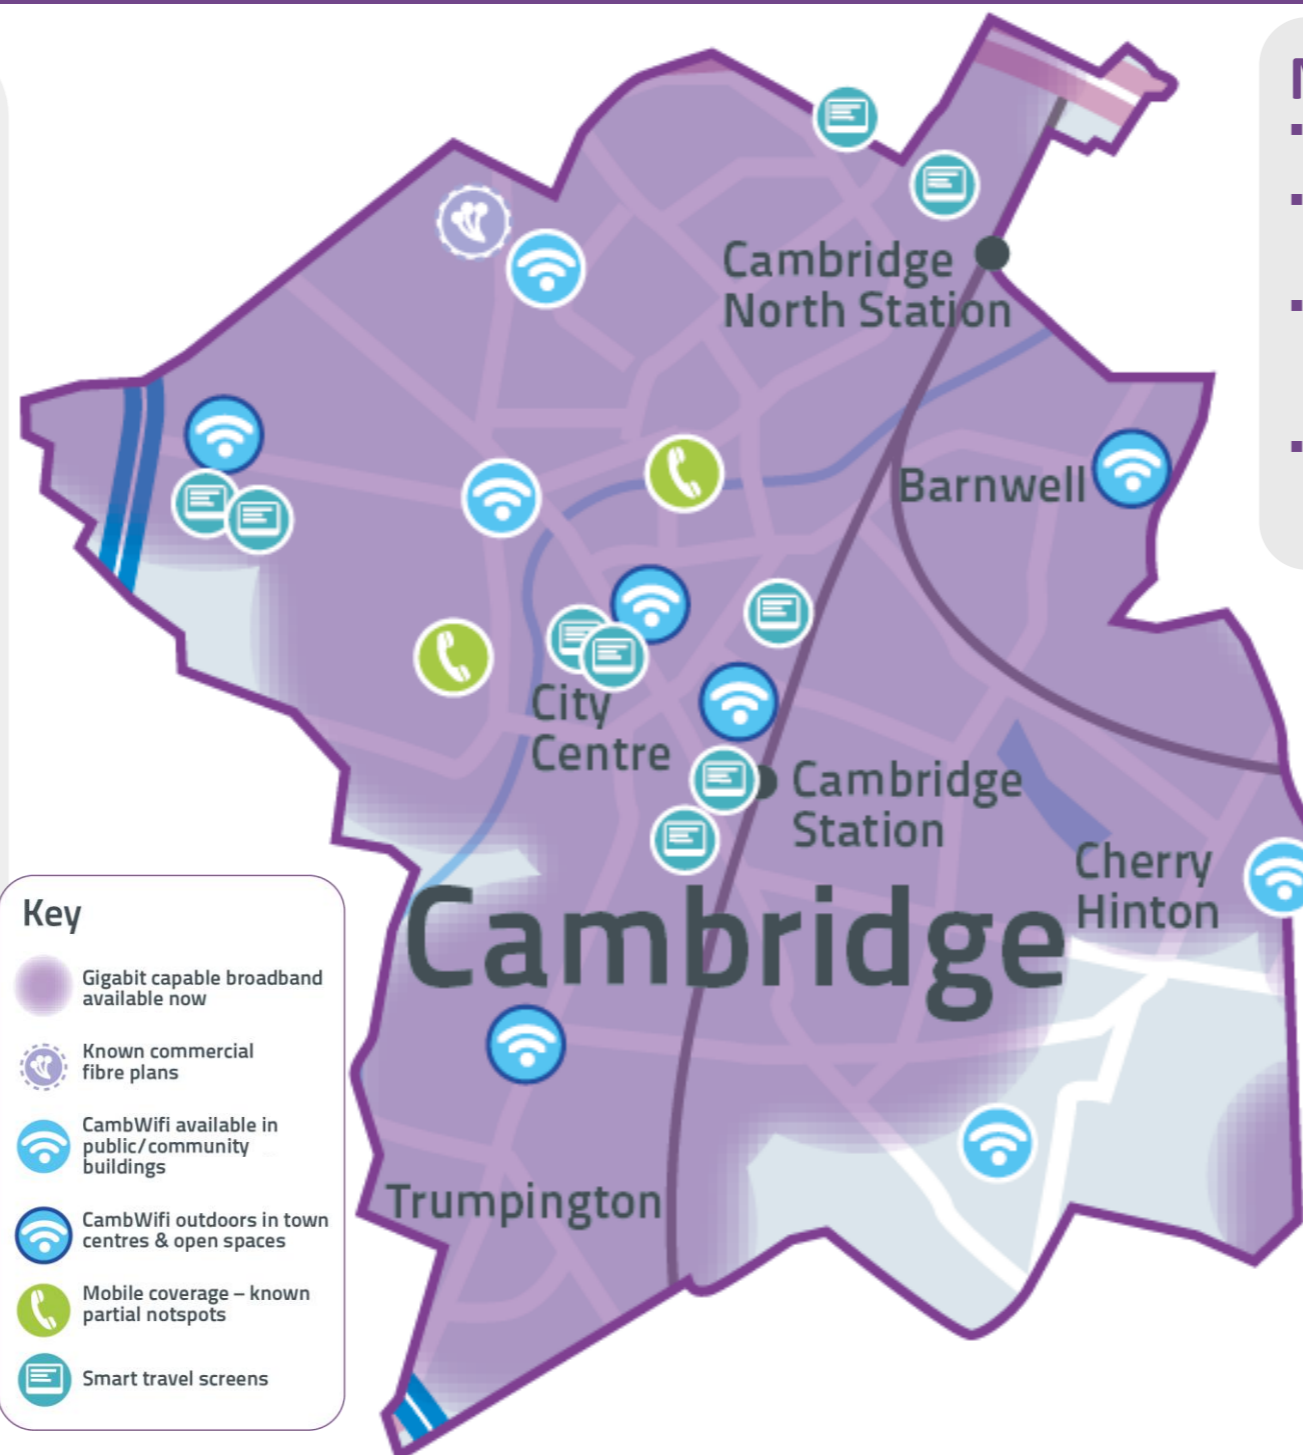 Cambridge
North Station
Barnwell
City
Centre
Cambridge
Station
Cherry
Hinton
Cambridge
Trumpington
Key
Gigabit capable broadband
available now
Known commercial
fibre plans
CambWifi available in
public/community
buildings
CambWifi outdoors in town
centres & open spaces
Mobile coverage – known
partial notspots
Smart travel screens